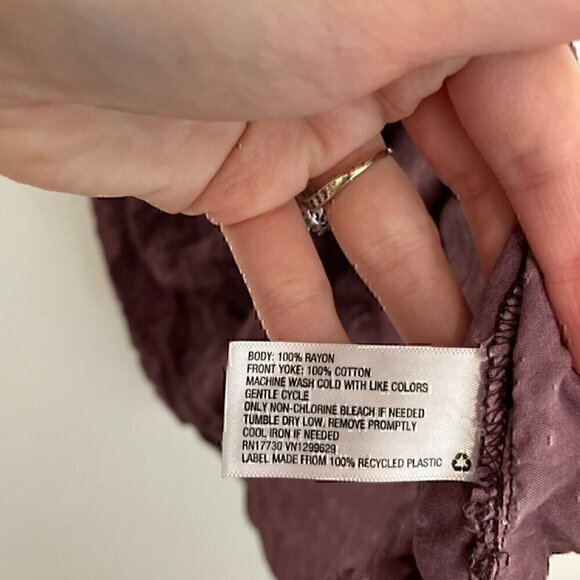 BODY: 100% RAYON
FRONT YOKE: 100% COTTON
MACHINE WASH COLD WITH LIKE COLORS
GENTLE CYCLE
ONLY NON-CHLORINE BLEACH IF NEEDED
TUMBLE DRY LOW, REMOVE PROMPTLY
COOL IRON IF NEEDED
RN17730 VN1299629
LABEL MADE FROM 100% RECYCLED PLASTIC